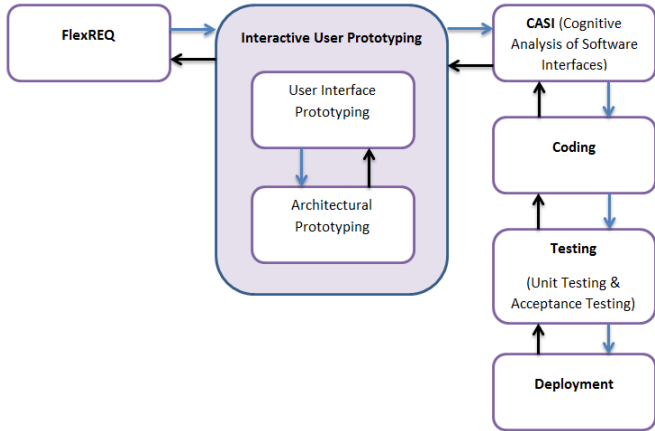 FlexREQ
Interactive User Prototyping
User Interface
Prototyping
Architectural
Prototyping
CASI (Cognitive
Analysis of Software
Interfaces)
Coding
Testing
(Unit Testing &
Acceptance Testing)
Deployment